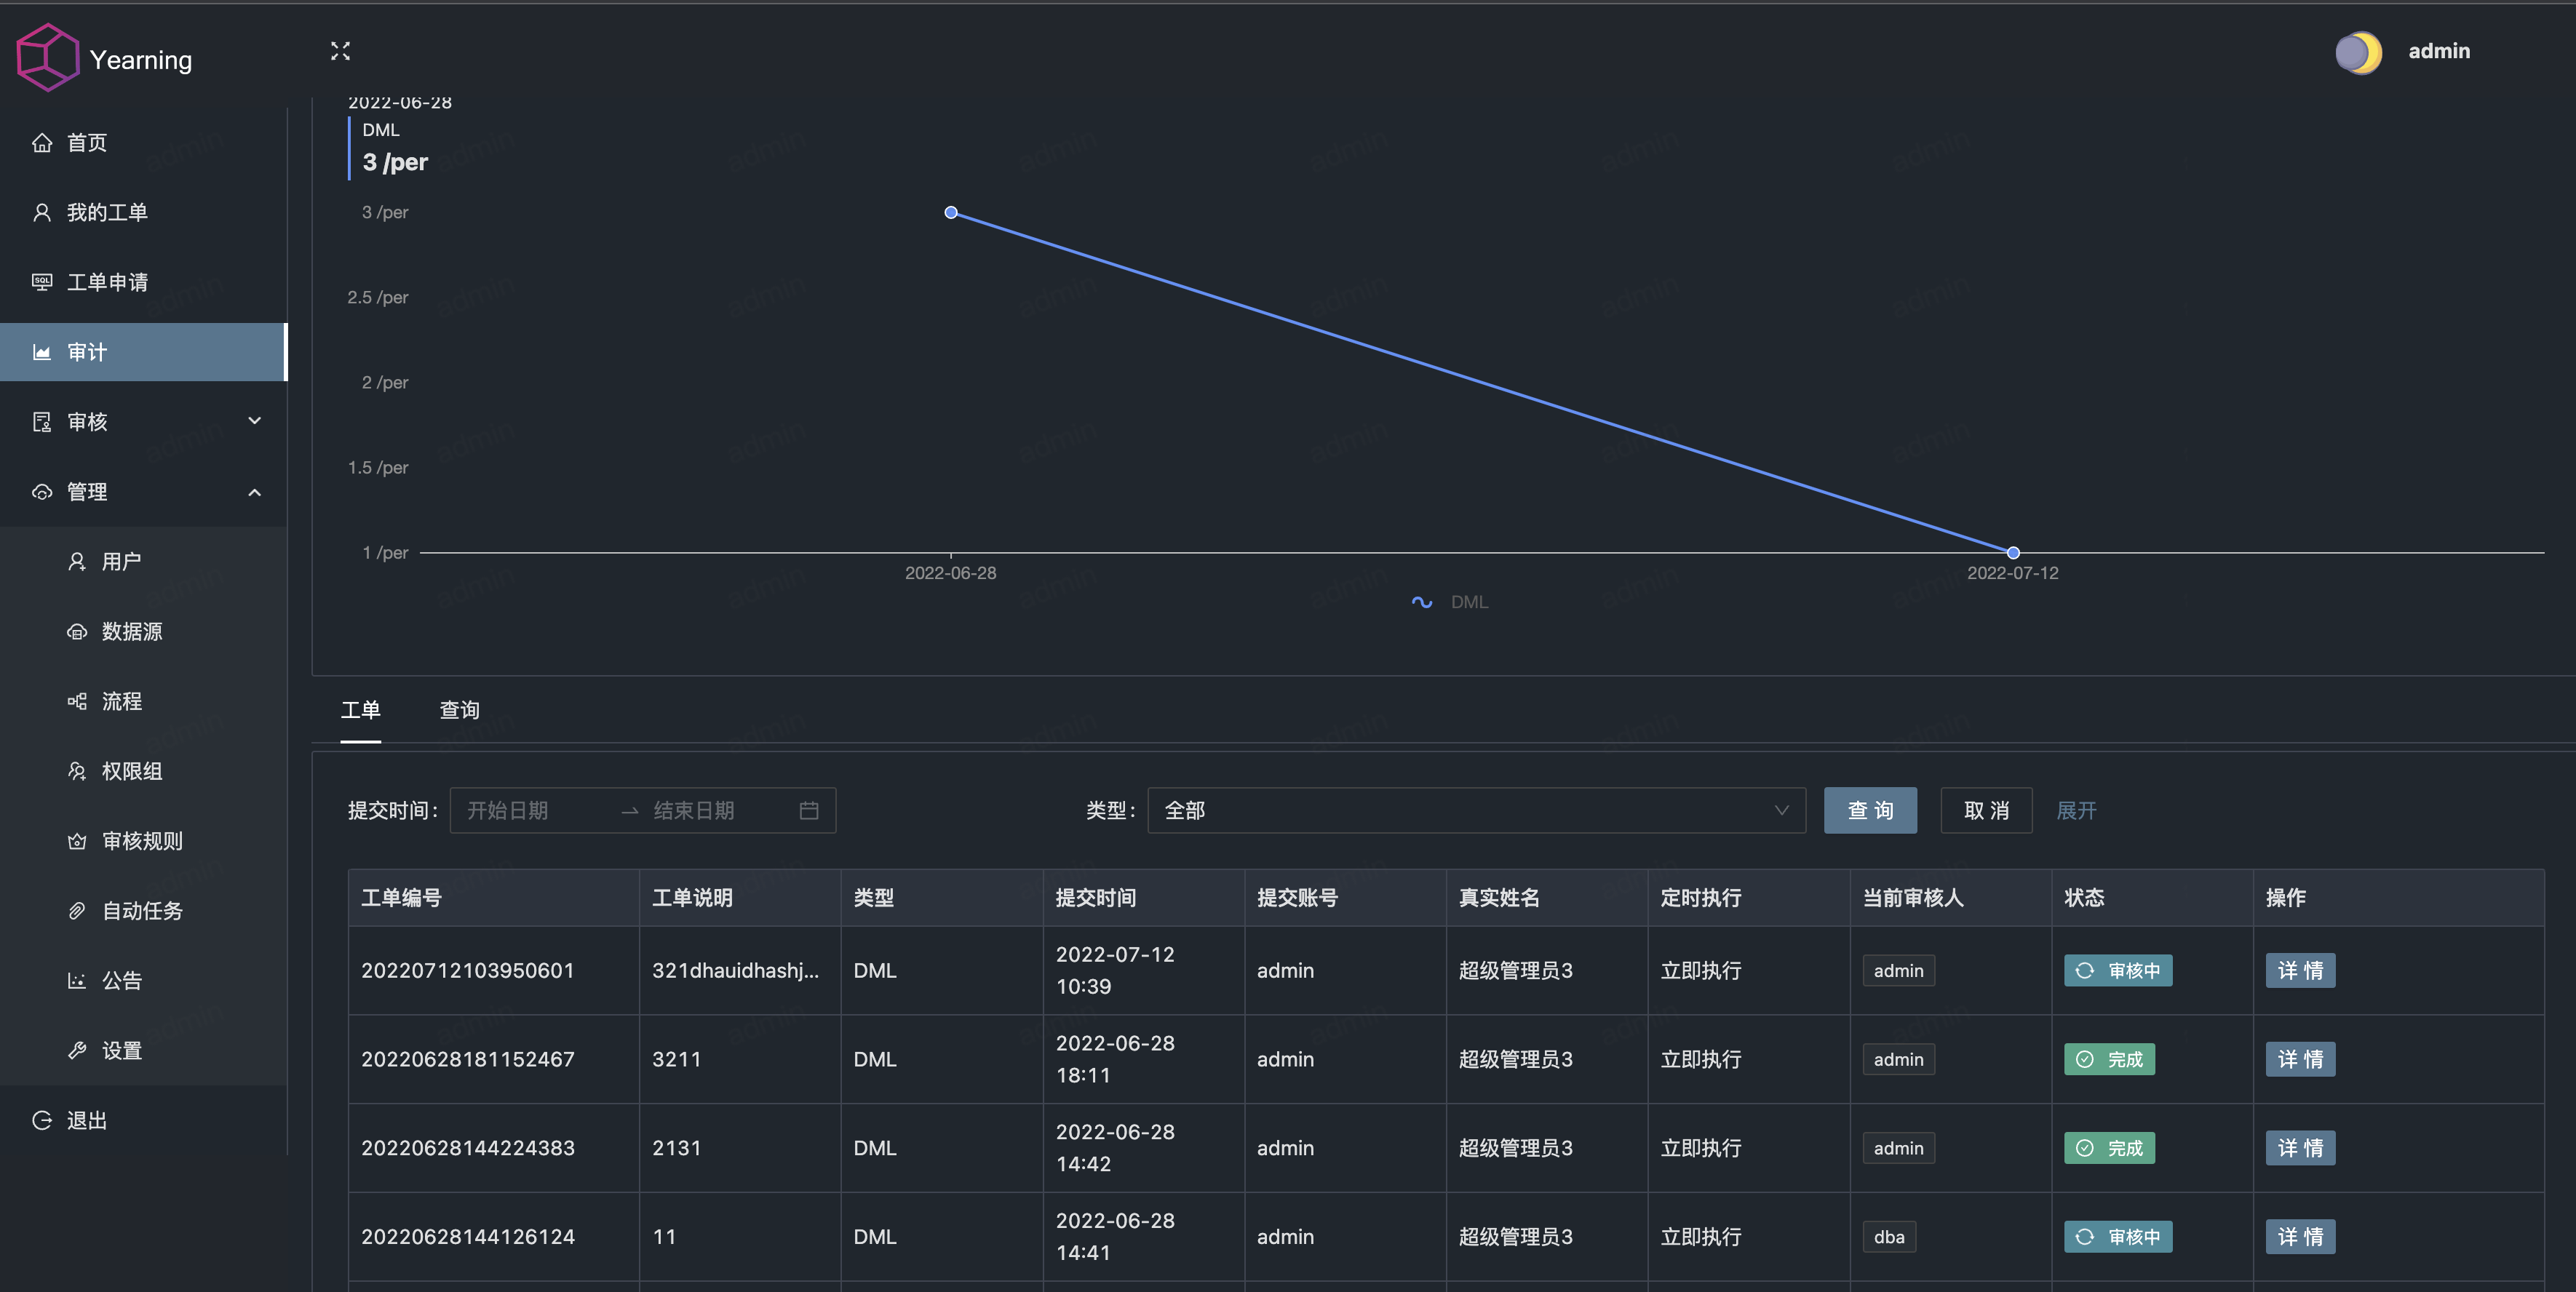 Yearning
admin
首页
我的工单
SQL
工单申请
审计
审核
管理
用户
数据源
流程
权限组
审核规则
自动任务
公告
设置
退出
2022-06-28
DML
3 /per
3 /per
2.5 /per
2 /per
1.5 /per
1 /per
2022-06-28 2022-07-12
DML
工单 查询
提交时间： 开始日期 → 结束日期 类型： 全部 查 询 取 消 展开
工单编号 工单说明 类型 提交时间 提交账号 真实姓名 定时执行 当前审核人 状态 操作
20220712103950601 321dhauidhashj... DML 2022-07-12 10:39 admin 超级管理员3 立即执行 admin 审核中 详 情
20220628181152467 3211 DML 2022-06-28 18:11 admin 超级管理员3 立即执行 admin 完成 详 情
20220628144224383 2131 DML 2022-06-28 14:42 admin 超级管理员3 立即执行 admin 完成 详 情
20220628144126124 11 DML 2022-06-28 14:41 admin 超级管理员3 立即执行 dba 审核中 详 情